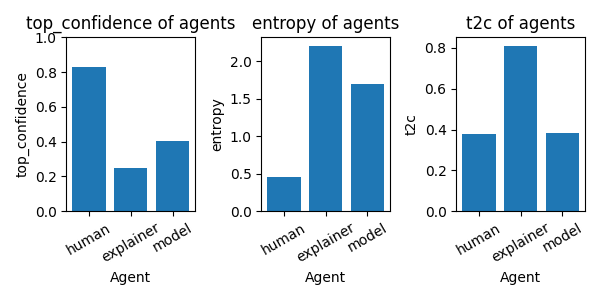 top_confidence of agents
top_confidence
1.0
0.8
0.6
0.4
0.2
0.0
human
explainer
model
Agent
entropy of agents
entropy
2.0
1.5
1.0
0.5
0.0
human
explainer
model
Agent
t2c of agents
t2c
0.8
0.6
0.4
0.2
0.0
human
explainer
model
Agent